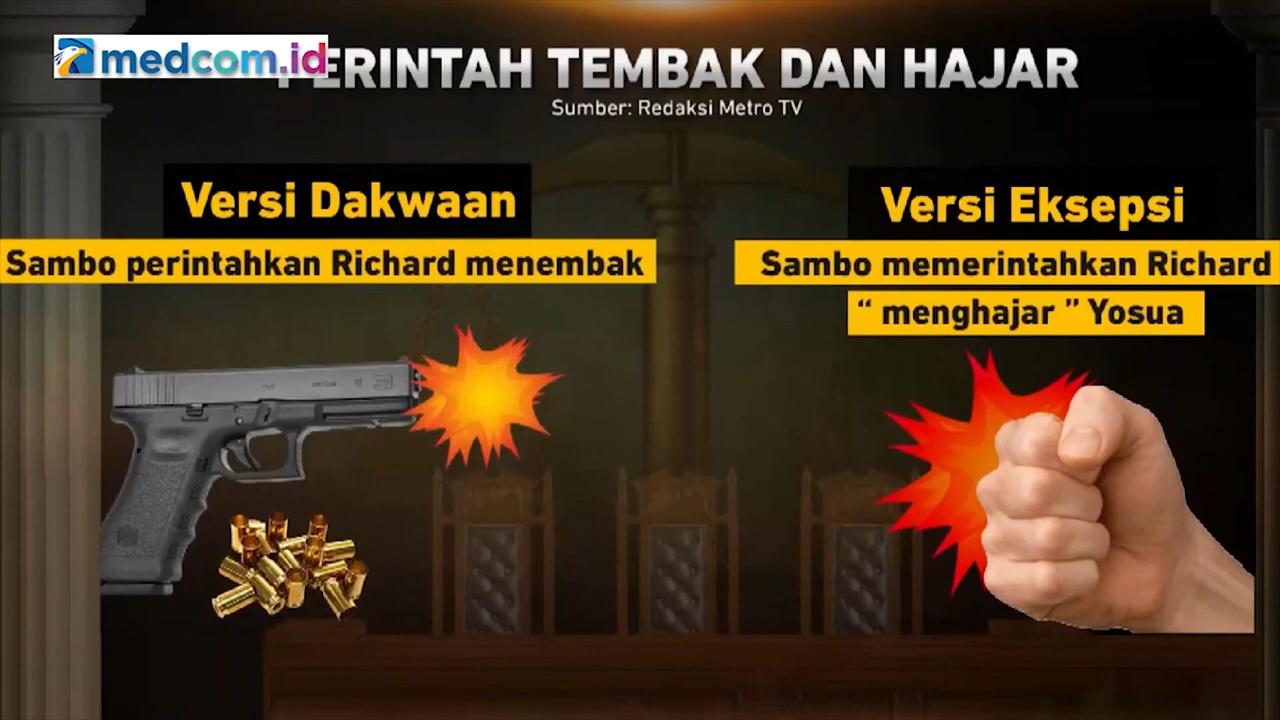 medcom.id
PERINTAH TEMBAK DAN HAJAR
Sumber: Redaksi Metro TV
Versi Dakwaan
Sambo perintahkan Richard menembak
Versi Eksepsi
Sambo memerintahkan Richard
“ menghajar ” Yosua